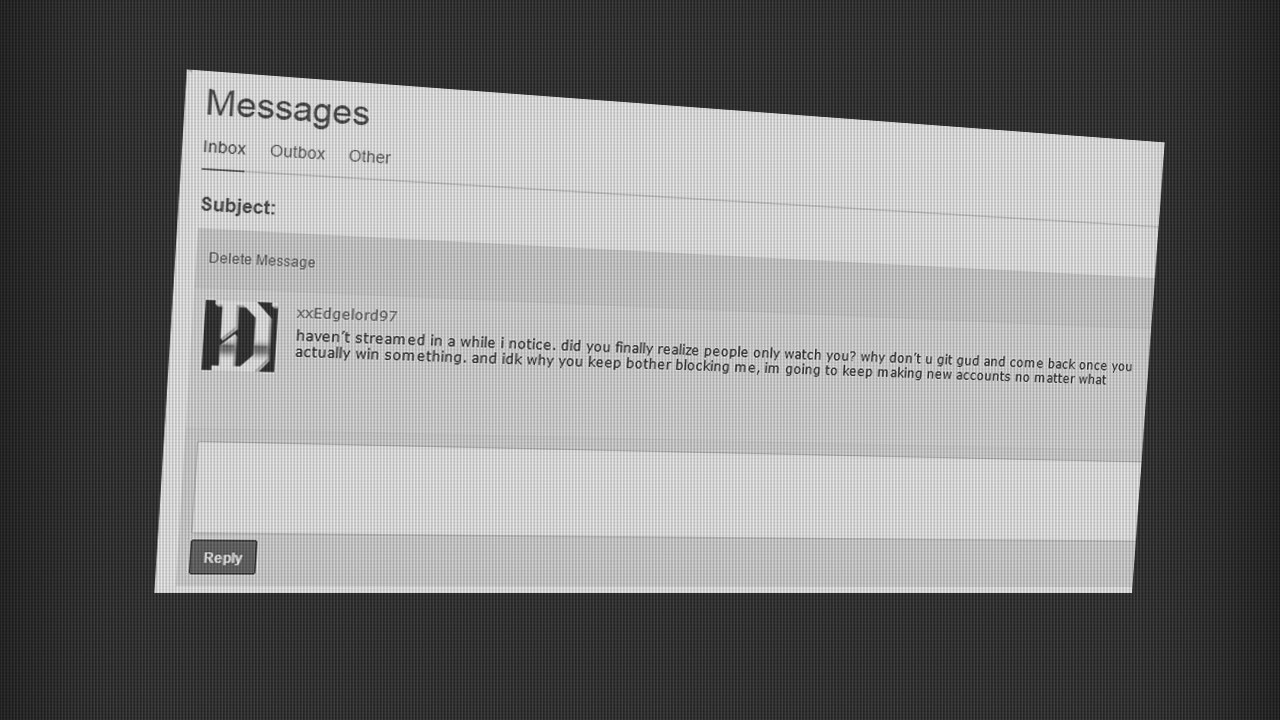 Messages
Inbox Outbox Other
Subject:
Delete Message
xxEdgelord97
haven't streamed in a while i notice. did you finally realize people only watch you? why don't u git gud and come back once you
actually win something. and idk why you keep bother blocking me, im going to keep making new accounts no matter what
Reply